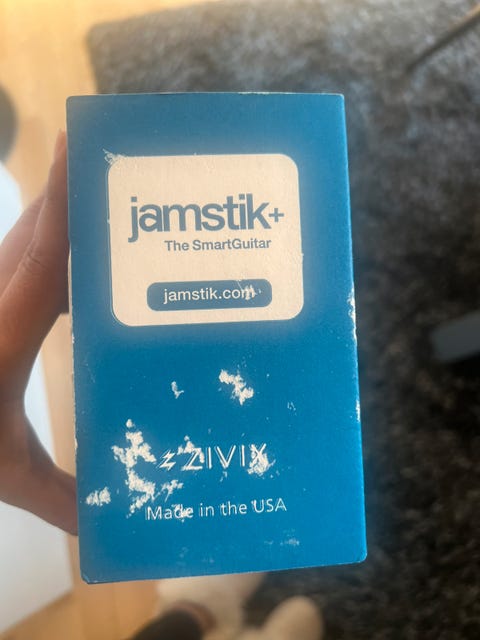 jamstik+
The SmartGuitar
jamstik.com
ZIVIX
Made in the USA